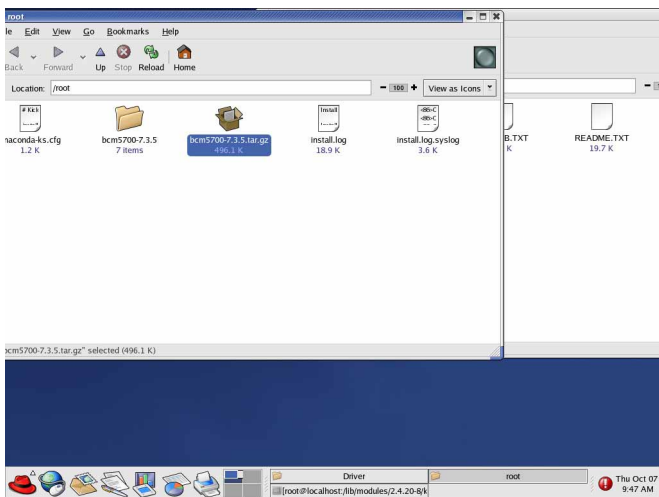 root
le Edit View Go Bookmarks Help
Back Forward Up Stop Reload Home
Location: /root 100 View as Icons
# Kick
Install
naconda-ks.cfg
1.2 K
bcm5700-7.3.5
7 items
bcm5700-7.3.5.tar.gz
496.1 K
install.log
18.9 K
install.log.syslog
3.6 K
B.TXT
K
README.TXT
19.7 K
bcm5700-7.3.5.tar.gz" selected (496.1 K)
Driver
root
[root@localhost:/lib/modules/2.4.20-8/k
Thu Oct 07
9:47 AM